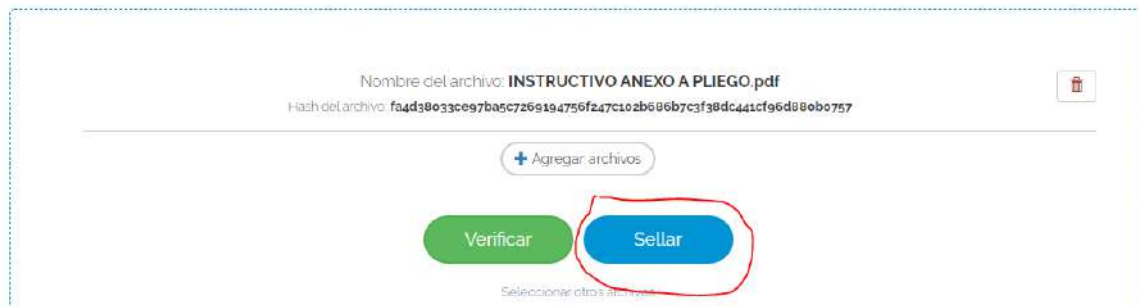 Nombre del archivo: INSTRUCTIVO ANEXO A PLIEGO.pdf
Hash del archivo: fa4d38033ce97ba5c7269194756f247c102b686b7c3f38dc441cf96d880b0757
Agregar archivos
Verificar
Sellar
Seleccionar otros archivos